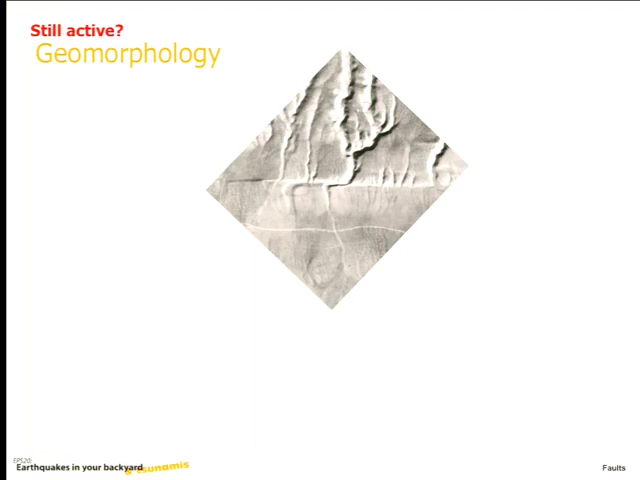 Still active?
Geomorphology
EPS20:
Earthquakes in your backyard
tsunamis
Faults